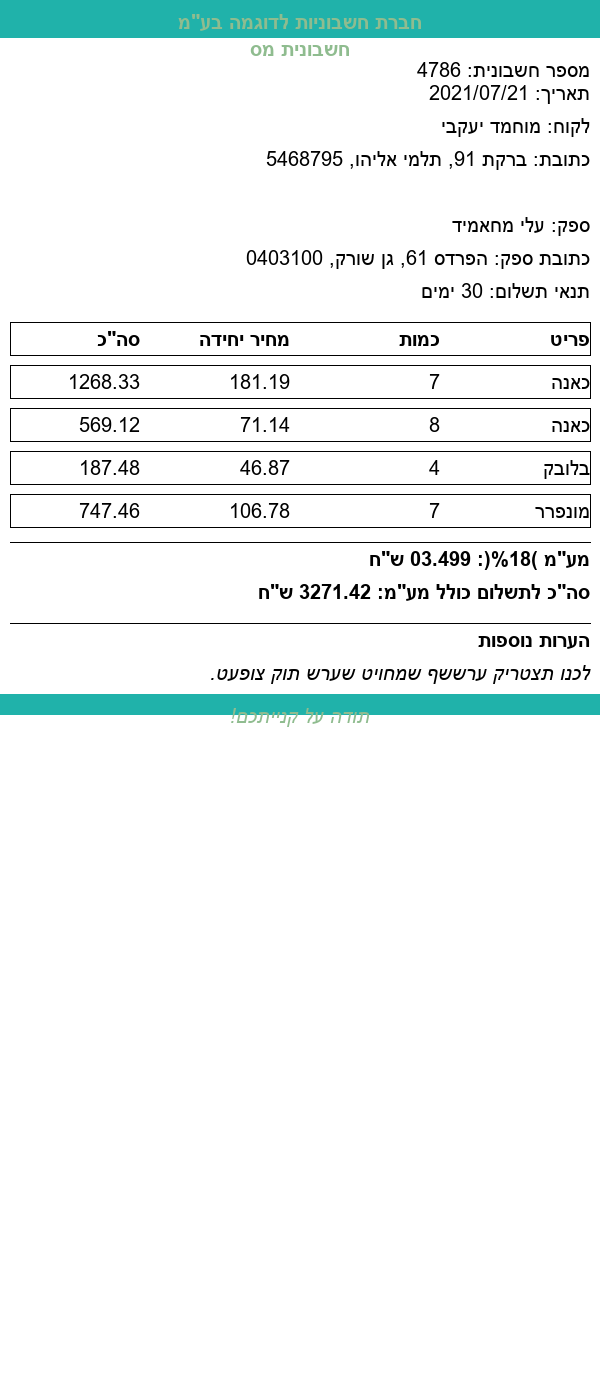 חברת חשבוניות לדוגמה בע"מ
חשבונית מס
מספר חשבונית: 4786
תאריך: 2021/07/21
לקוח: מוחמד יעקבי
כתובת: ברקת 91, תלמי אליהו, 5468795
ספק: עלי מחאמיד
כתובת ספק: הפרדס 61, גן שורק, 0403100
תנאי תשלום: 30 ימים
פריט כמות מחיר יחידה סה"כ
כאנה 7 181.19 1268.33
כאנה 8 71.14 569.12
בלובק 4 46.87 187.48
מונפרר 7 106.78 747.46
מע"מ )18%(: 03.499 ש"ח
סה"כ לתשלום כולל מע"מ: 3271.42 ש"ח
הערות נוספות
לכנו תצטריק ערששף שמחויט שערש תוק צופעט.
תודה על קנייתכם!